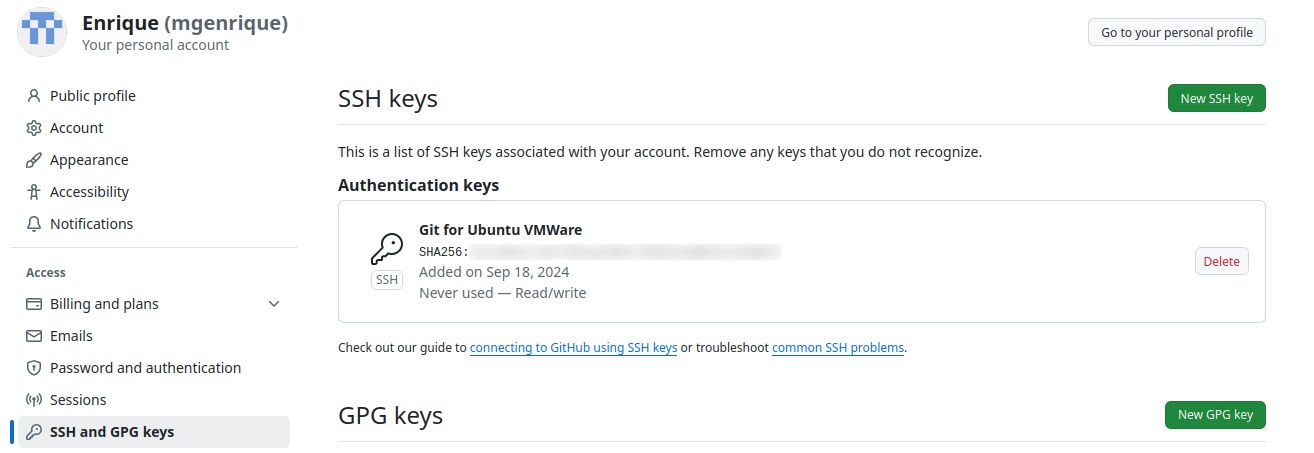 Enrique (mgenrique)
Your personal account
Go to your personal profile
Public profile
Account
Appearance
Accessibility
Notifications
Access
Billing and plans
Emails
Password and authentication
Sessions
SSH and GPG keys
SSH keys
New SSH key
This is a list of SSH keys associated with your account. Remove any keys that you do not recognize.
Authentication keys
Git for Ubuntu VMWare
SHA256:
Added on Sep 18, 2024
Never used — Read/write
SSH
Delete
Check out our guide to connecting to GitHub using SSH keys or troubleshoot common SSH problems.
GPG keys
New GPG key